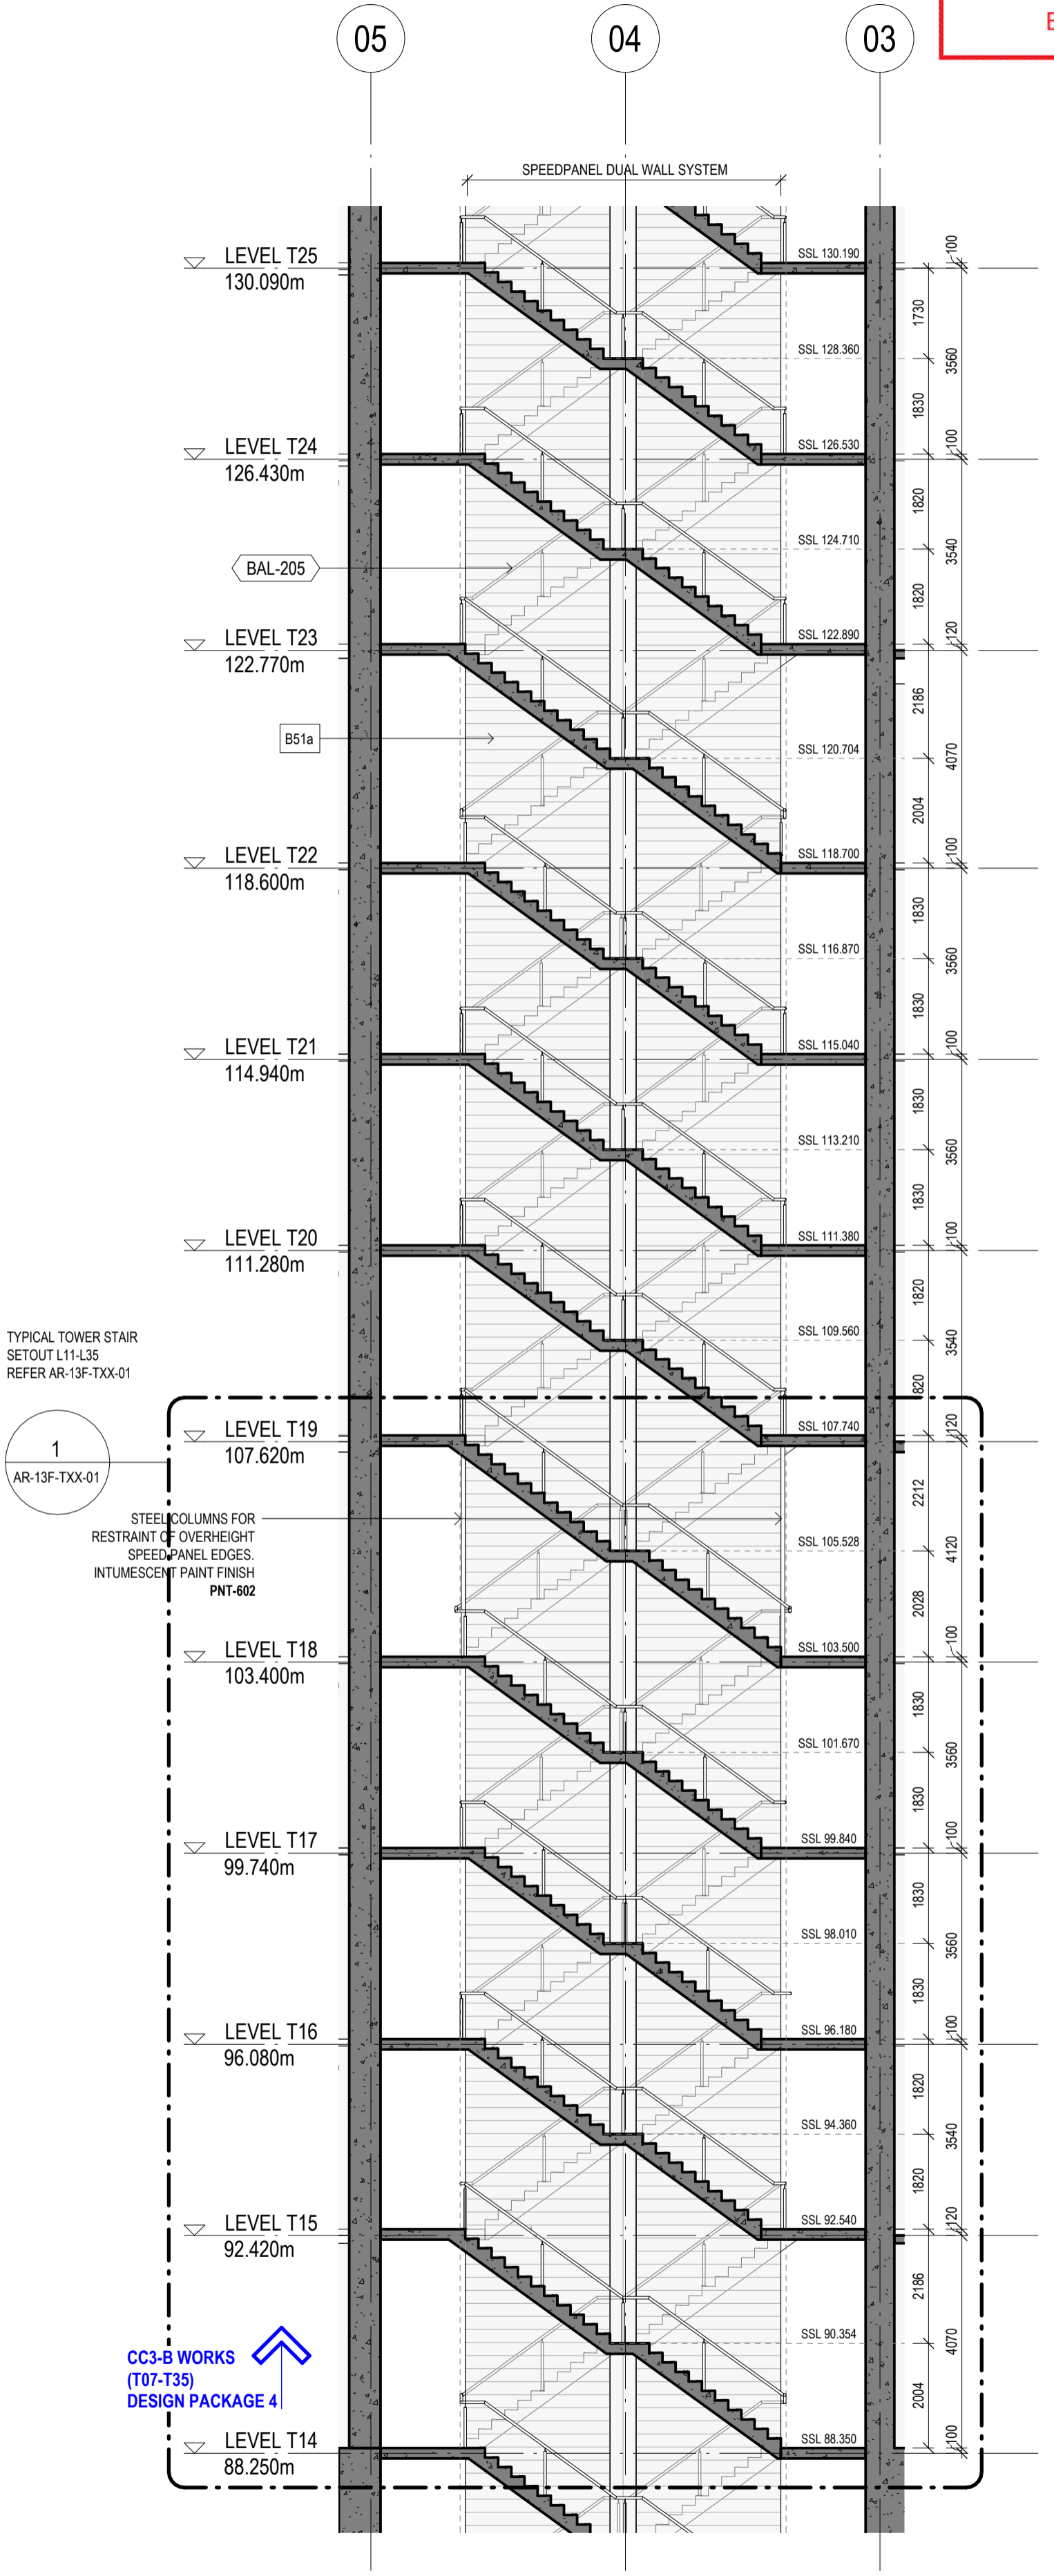 05
04
03
E
SPEEDPANEL DUAL WALL SYSTEM
LEVEL T25
130.090m
SSL 130.190
100
1730
SSL 128.360
3560
1830
LEVEL T24
126.430m
SSL 126.530
100
1820
SSL 124.710
3540
BAL-205
1820
LEVEL T23
122.770m
SSL 122.890
120
2186
B51a
SSL 120.704
4070
2004
LEVEL T22
118.600m
SSL 118.700
100
1830
SSL 116.870
3560
1830
LEVEL T21
114.940m
SSL 115.040
100
1830
SSL 113.210
3560
1830
LEVEL T20
111.280m
SSL 111.380
100
1820
SSL 109.560
3540
TYPICAL TOWER STAIR
SETOUT L11-L35
REFER AR-13F-TXX-01
820
LEVEL T19
107.620m
SSL 107.740
120
1
AR-13F-TXX-01
2212
STEEL COLUMNS FOR
RESTRAINT OF OVERHEIGHT
SPEED PANEL EDGES.
INTUMESCENT PAINT FINISH
PNT-602
SSL 105.528
4120
2028
LEVEL T18
103.400m
SSL 103.500
100
1830
SSL 101.670
3560
1830
LEVEL T17
99.740m
SSL 99.840
100
1830
SSL 98.010
3560
1830
LEVEL T16
96.080m
SSL 96.180
100
1820
SSL 94.360
3540
1820
LEVEL T15
92.420m
SSL 92.540
120
2186
SSL 90.354
4070
CC3-B WORKS
(T07-T35)
DESIGN PACKAGE 4
2004
LEVEL T14
88.250m
SSL 88.350
100